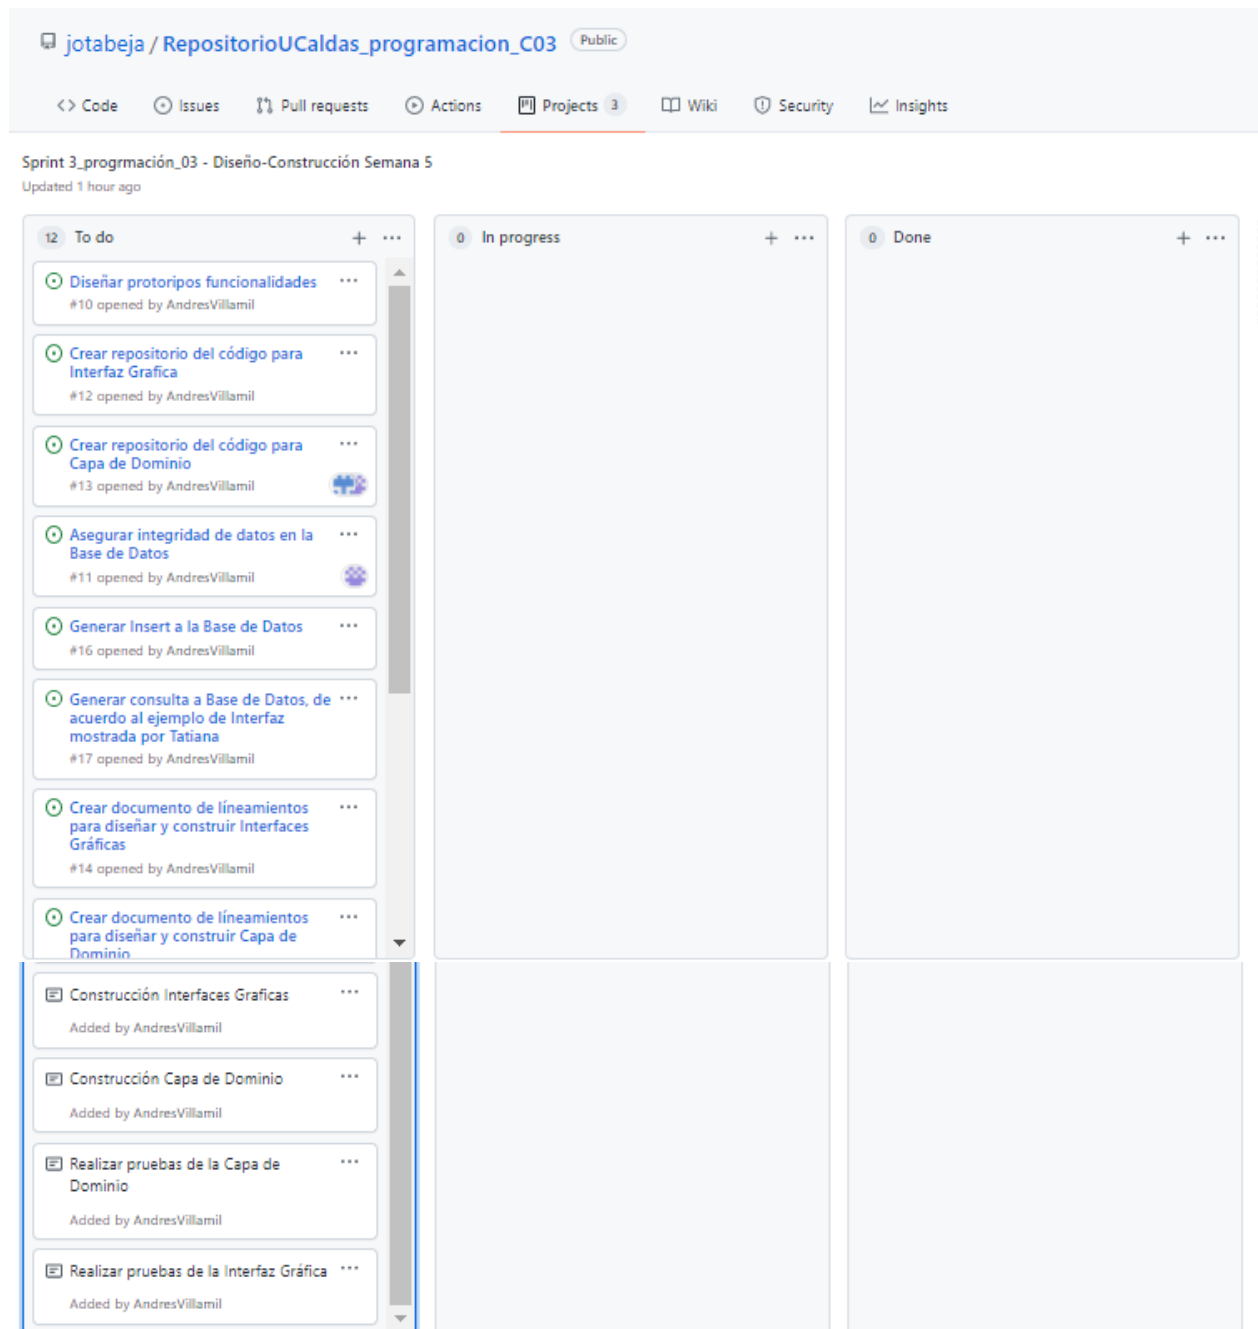 jotabeja / RepositorioUCaldas_programacion_C03 Public
Code Issues Pull requests Actions Projects 3 Wiki Security Insights
Sprint 3_progrmación_03 - Diseño-Construcción Semana 5
Updated 1 hour ago
12 To do
0 In progress
0 Done
Diseñar protoripos funcionalidades
#10 opened by AndresVillamil
Crear repositorio del código para
Interfaz Grafica
#12 opened by AndresVillamil
Crear repositorio del código para
Capa de Dominio
#13 opened by AndresVillamil
Asegurar integridad de datos en la
Base de Datos
#11 opened by AndresVillamil
Generar Insert a la Base de Datos
#16 opened by AndresVillamil
Generar consulta a Base de Datos, de
acuerdo al ejemplo de Interfaz
mostrada por Tatiana
#17 opened by AndresVillamil
Crear documento de líneamientos
para diseñar y construir Interfaces
Gráficas
#14 opened by AndresVillamil
Crear documento de líneamientos
para diseñar y construir Capa de
Dominio
Construcción Interfaces Graficas
Added by AndresVillamil
Construcción Capa de Dominio
Added by AndresVillamil
Realizar pruebas de la Capa de
Dominio
Added by AndresVillamil
Realizar pruebas de la Interfaz Gráfica
Added by AndresVillamil